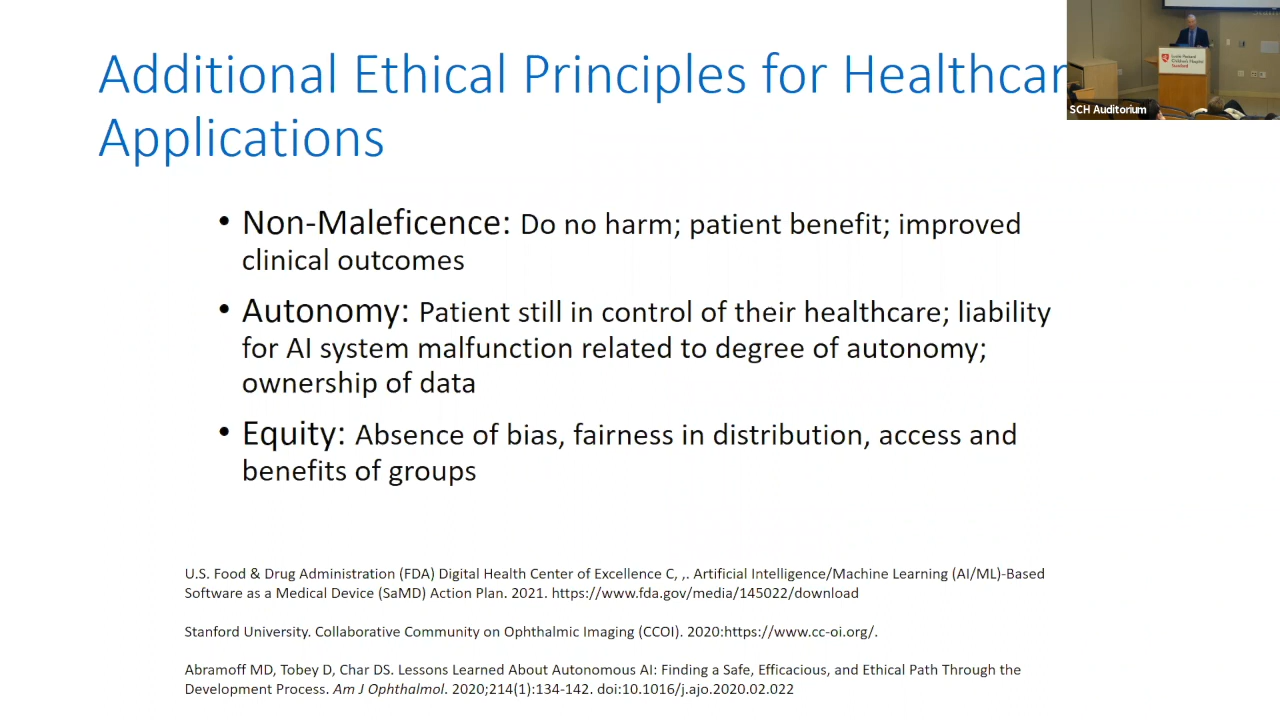 Additional Ethical Principles for Healthcar
Applications
• Non-Maleficence: Do no harm; patient benefit; improved
clinical outcomes
• Autonomy: Patient still in control of their healthcare; liability
for AI system malfunction related to degree of autonomy;
ownership of data
• Equity: Absence of bias, fairness in distribution, access and
benefits of groups
U.S. Food & Drug Administration (FDA) Digital Health Center of Excellence C, ,. Artificial Intelligence/Machine Learning (AI/ML)-Based
Software as a Medical Device (SaMD) Action Plan. 2021. https://www.fda.gov/media/145022/download
Stanford University. Collaborative Community on Ophthalmic Imaging (CCOI). 2020:https://www.cc-oi.org/.
Abramoff MD, Tobey D, Char DS. Lessons Learned About Autonomous AI: Finding a Safe, Efficacious, and Ethical Path Through the
Development Process. Am J Ophthalmol. 2020;214(1):134-142. doi:10.1016/j.ajo.2020.02.022
Lucile Packard
Children's Hospital
Stanford
SCH Auditorium